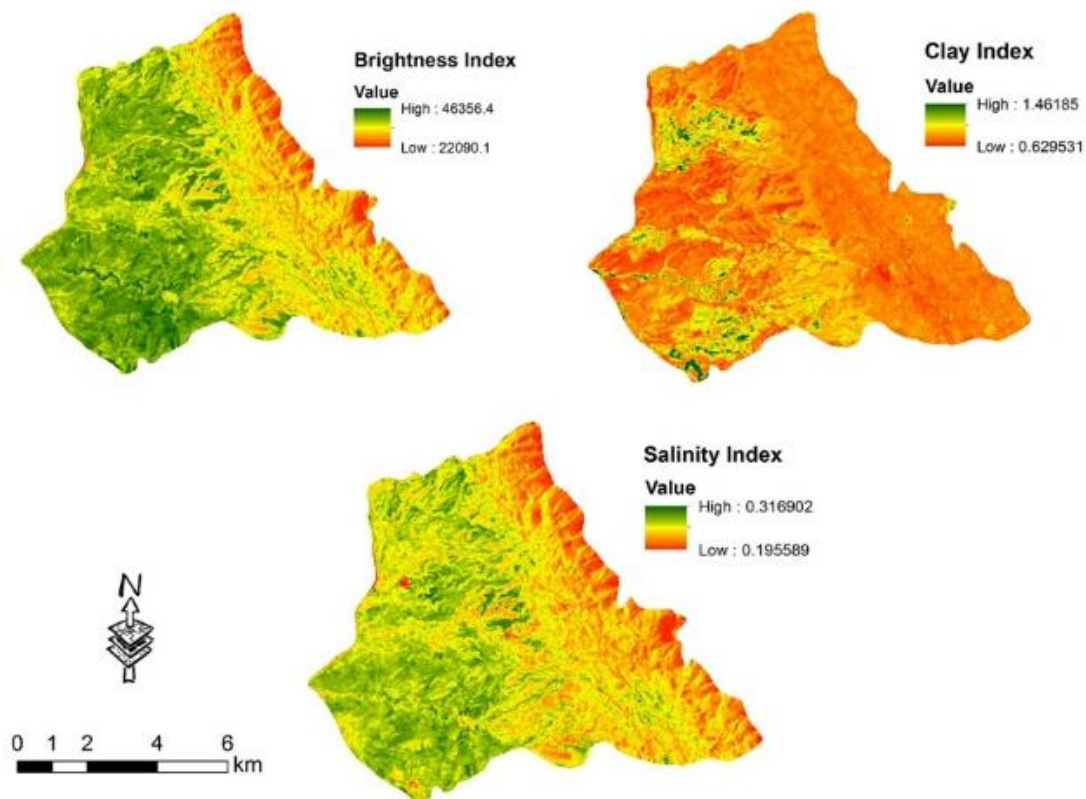 Brightness Index
Value
High : 46356.4
Low : 22090.1
Clay Index
Value
High : 1.46185
Low : 0.629531
Salinity Index
Value
High : 0.316902
Low : 0.195589
N
0 1 2 4 6
km